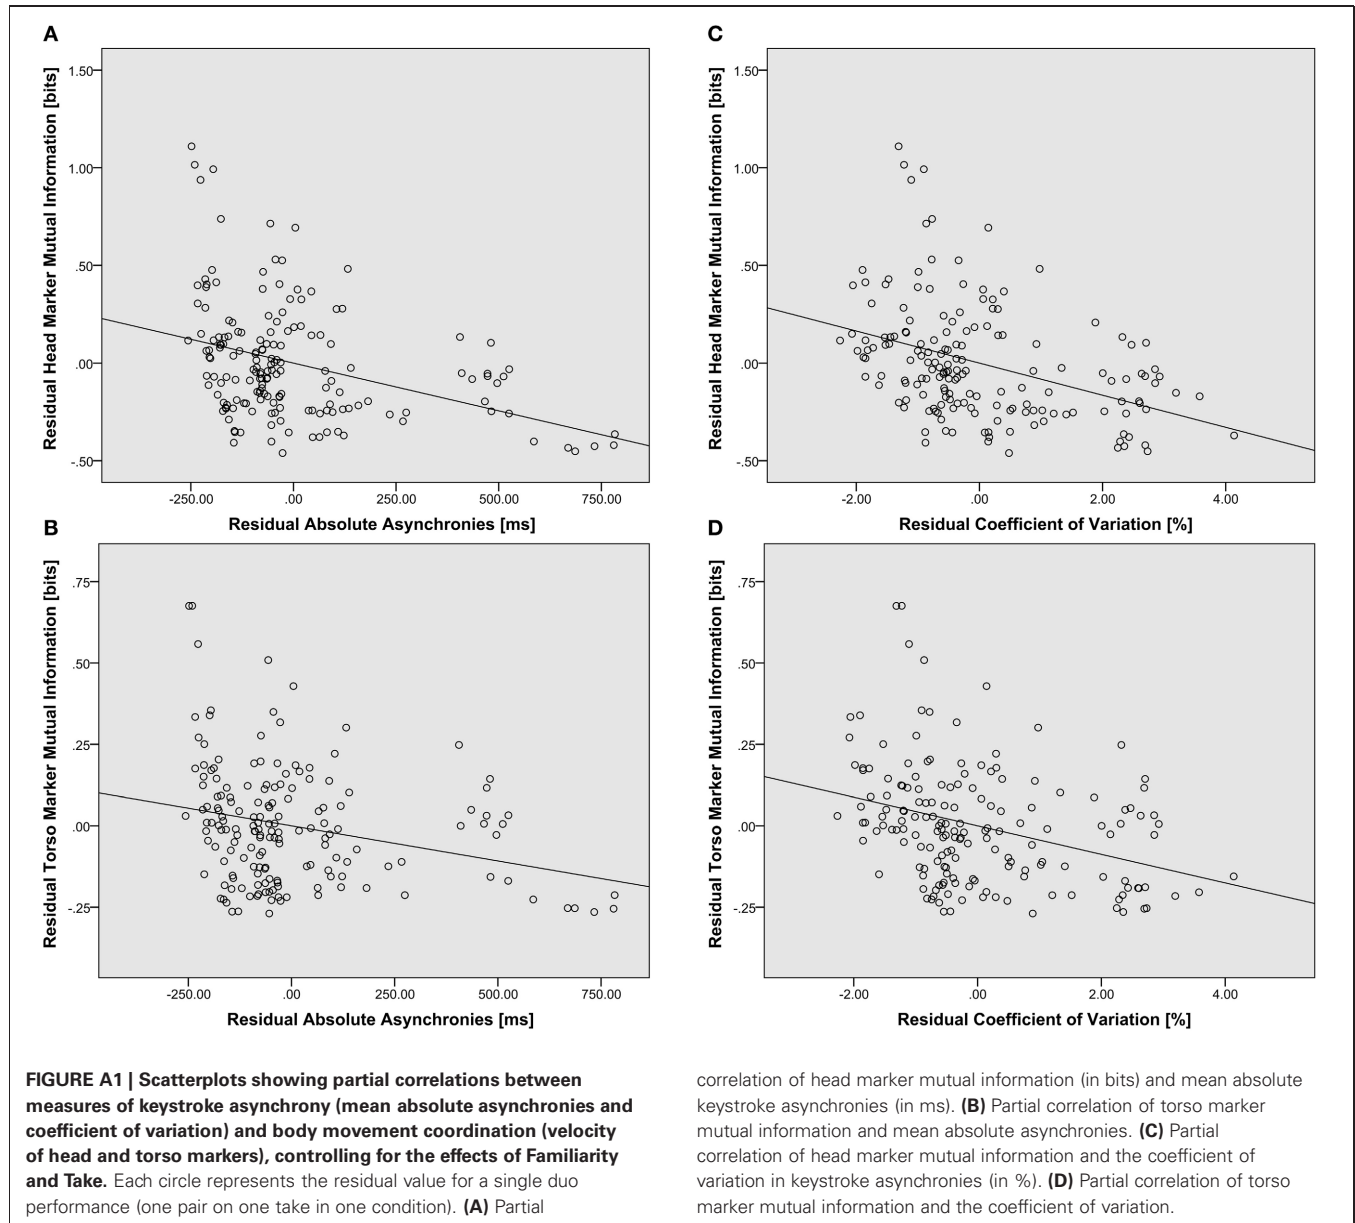 A
Residual Head Marker Mutual Information [bits]
1.50
1.00
.50
.00
-.50
-250.00 .00 250.00 500.00 750.00
Residual Absolute Asynchronies [ms]
B
Residual Torso Marker Mutual Information [bits]
.75
.50
.25
.00
-.25
-250.00 .00 250.00 500.00 750.00
Residual Absolute Asynchronies [ms]
C
Residual Head Marker Mutual Information [bits]
1.50
1.00
.50
.00
-.50
-2.00 .00 2.00 4.00
Residual Coefficient of Variation [%]
D
Residual Torso Marker Mutual Information [bits]
.75
.50
.25
.00
-.25
-2.00 .00 2.00 4.00
Residual Coefficient of Variation [%]
FIGURE A1 | Scatterplots showing partial correlations between
measures of keystroke asynchrony (mean absolute asynchronies and
coefficient of variation) and body movement coordination (velocity
of head and torso markers), controlling for the effects of Familiarity
and Take. Each circle represents the residual value for a single duo
performance (one pair on one take in one condition). (A) Partial
correlation of head marker mutual information (in bits) and mean absolute
keystroke asynchronies (in ms). (B) Partial correlation of torso marker
mutual information and mean absolute asynchronies. (C) Partial
correlation of head marker mutual information and the coefficient of
variation in keystroke asynchronies (in %). (D) Partial correlation of torso
marker mutual information and the coefficient of variation.